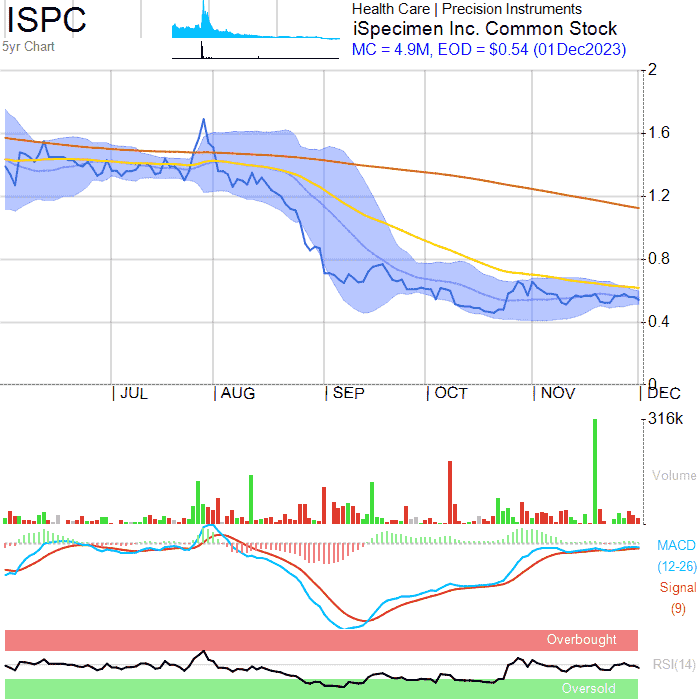 ISPC
5yr Chart
Health Care | Precision Instruments
iSpecimen Inc. Common Stock
MC = 4.9M, EOD = $0.54 (01Dec2023)
2
1.6
1.2
0.8
0.4
0
JUL
AUG
SEP
OCT
NOV
DEC
316k
Volume
MACD
(12-26)
Signal
(9)
Overbought
RSI(14)
Oversold